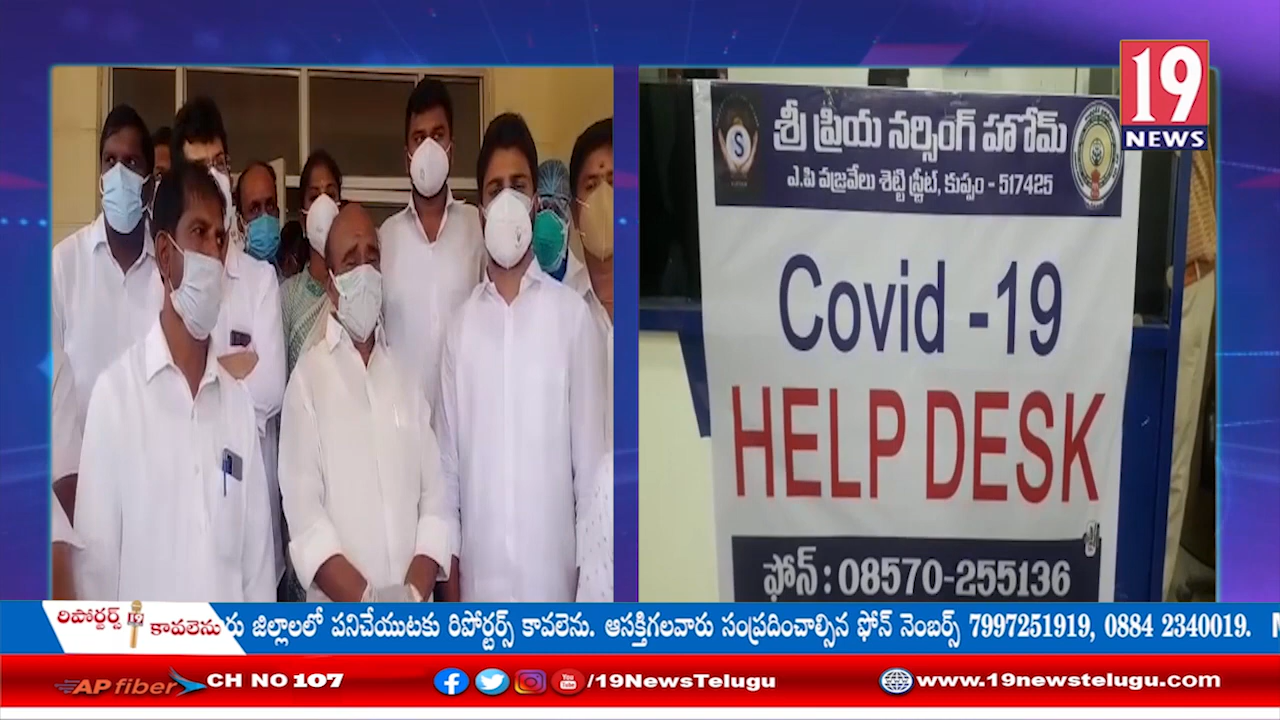 19
NEWS
శ్రీ ప్రియ నర్సింగ్ హోమ్
ఎ.పి వజ్రవేలు శెట్టి స్ట్రీట్, కుప్పం - 517425
S
Covid -19
HELP DESK
ఫోన్ : 08570-255136
రిపోర్టర్స్ 19 కావలెను
రు జిల్లాలలో పనిచేయుటకు రిపోర్టర్స్ కావలెను. ఆసక్తిగలవారు సంప్రదించాల్సిన ఫోన్ నెంబర్స్ 7997251919, 0884 2340019.
AP fiber CH NO 107 /19NewsTelugu www.19newstelugu.com